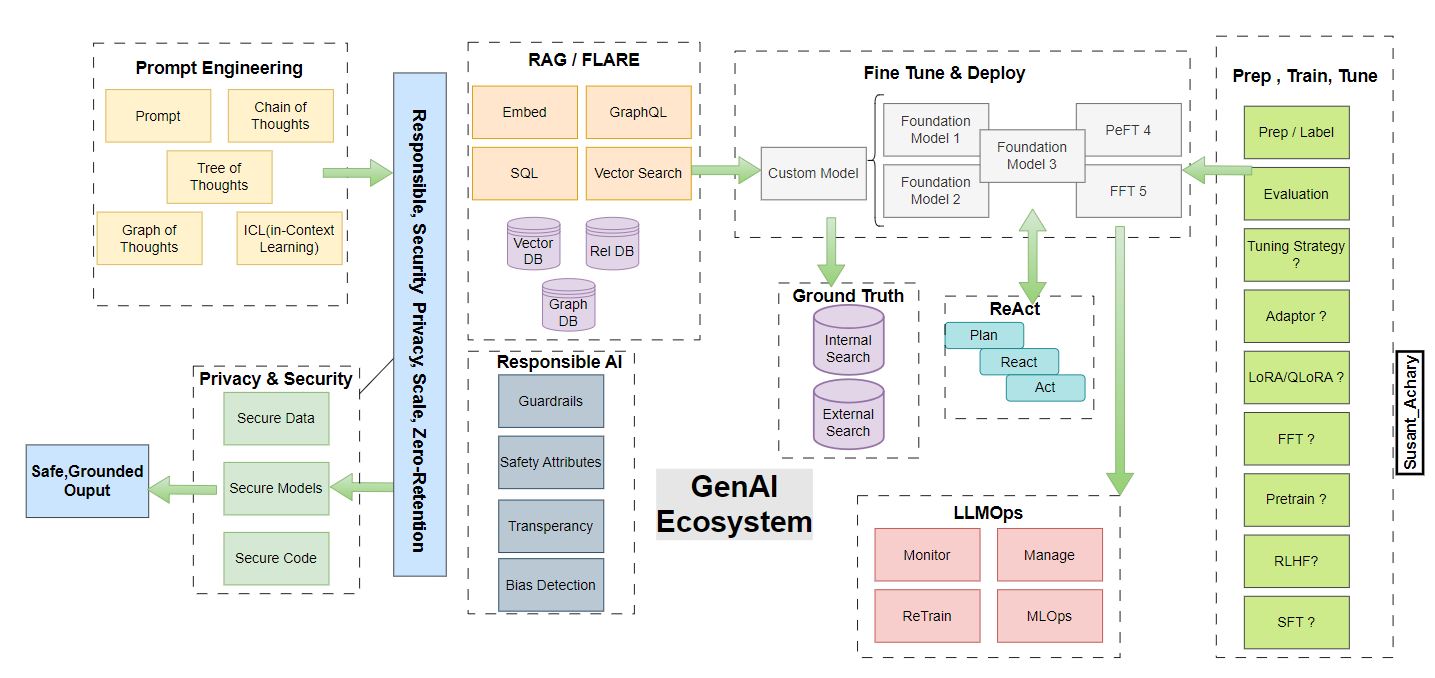 Prompt Engineering
Prompt
Chain of
Thoughts
Tree of
Thoughts
Graph of
Thoughts
ICL(in-Context
Learning)
Responsible, Security Privacy, Scale, Zero-Retention
Privacy & Security
Secure Data
Secure Models
Secure Code
Safe,Grounded
Ouput
RAG / FLARE
Embed
GraphQL
SQL
Vector Search
Vector
DB
Rel DB
Graph
DB
Responsible AI
Guardrails
Safety Attributes
Transperancy
Bias Detection
GenAI
Ecosystem
Fine Tune & Deploy
Custom Model
Foundation
Model 1
Foundation
Model 2
Foundation
Model 3
PeFT 4
FFT 5
Ground Truth
Internal
Search
External
Search
ReAct
Plan
React
Act
LLMOps
Monitor
Manage
ReTrain
MLOps
Prep , Train, Tune
Prep / Label
Evaluation
Tuning Strategy
?
Adaptor ?
LoRA/QLoRA ?
FFT ?
Pretrain ?
RLHF?
SFT ?
Susant_Achary